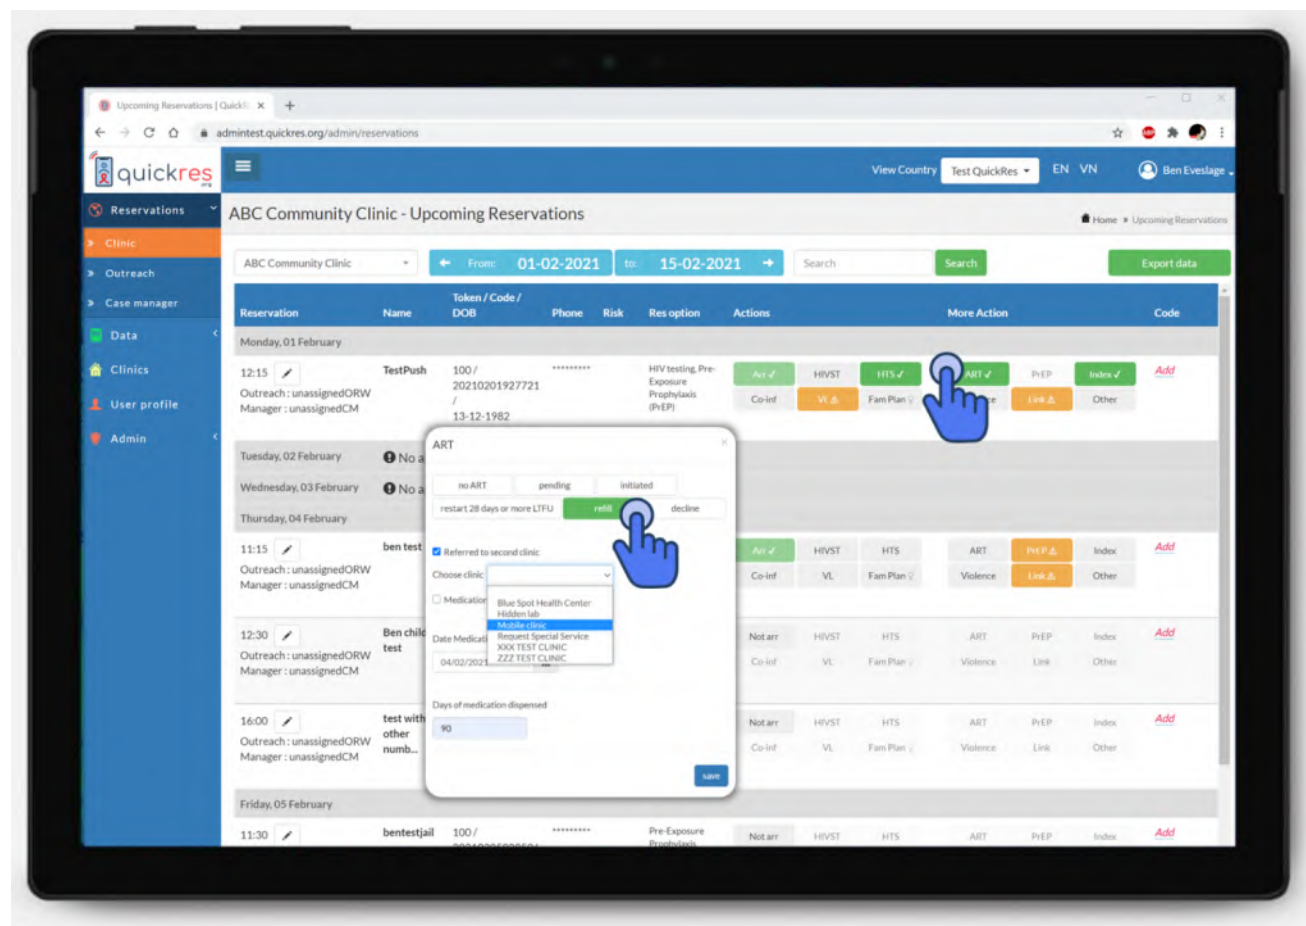 Upcoming Reservations | QuickR
admintest.quickres.org/admin/reservations
quickres
.org
View Country
Test QuickRes
EN VN
Ben Eveslage
Reservations
Clinic
Outreach
Case manager
Data
Clinics
User profile
Admin
ABC Community Clinic - Upcoming Reservations
Home » Upcoming Reservations
ABC Community Clinic
From: 01-02-2021 to: 15-02-2021
Search
Search
Export data
Reservation Name Token / Code / DOB Phone Risk Res option Actions More Action Code
Monday, 01 February
12:15 TestPush 100 / ********* HIV testing, Pre-
20210201927721 Exposure
/ Prophylaxis
13-12-1982 (PrEP)
Outreach : unassignedORW
Manager : unassignedCM
Arr ✓ HIVST HTS ✓ ART ✓ PrEP Index ✓ Add
Co-inf VL Fam Plan Link Other
Tuesday, 02 February No a
Wednesday, 03 February No a
Thursday, 04 February
11:15 ben test
Outreach : unassignedORW
Manager : unassignedCM
Arr ✓ HIVST HTS ART PrEP Index Add
Co-inf VL Fam Plan Violence Link Other
12:30 Ben child
test
Outreach : unassignedORW
Manager : unassignedCM
Not arr HIVST HTS ART PrEP Index Add
Co-inf VL Fam Plan Violence Link Other
16:00 test with
other
numb...
Outreach : unassignedORW
Manager : unassignedCM
Not arr HIVST HTS ART PrEP Index Add
Co-inf VL Fam Plan Violence Link Other
Friday, 05 February
11:30 bentestjail 100 / ********* Pre-Exposure
Prophylaxis
Not arr HIVST HTS ART PrEP Index Add
ART
no ART pending initiated
restart 28 days or more LTFU refill decline
Referred to second clinic
Choose clinic
Medication
Blue Spot Health Center
Hidden lab
Mobile clinic
Request Special Service
XXX TEST CLINIC
ZZZ TEST CLINIC
Date Medicati
04/02/2021
Days of medication dispensed
90
save